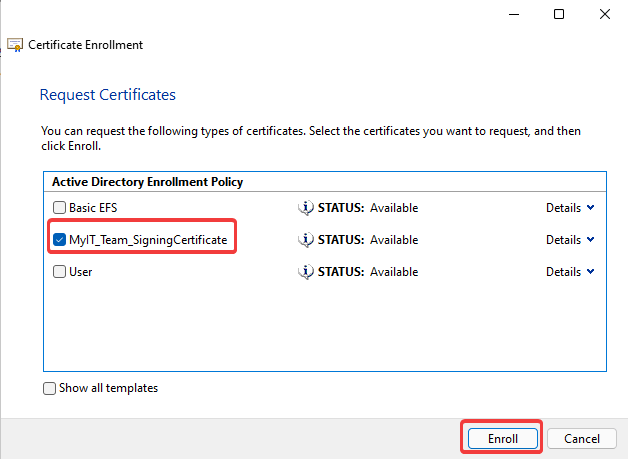 Certificate Enrollment
Request Certificates
You can request the following types of certificates. Select the certificates you want to request, and then
click Enroll.
Active Directory Enrollment Policy
Basic EFS STATUS: Available Details
MyIT_Team_SigningCertificate STATUS: Available Details
User STATUS: Available Details
Show all templates
Enroll Cancel